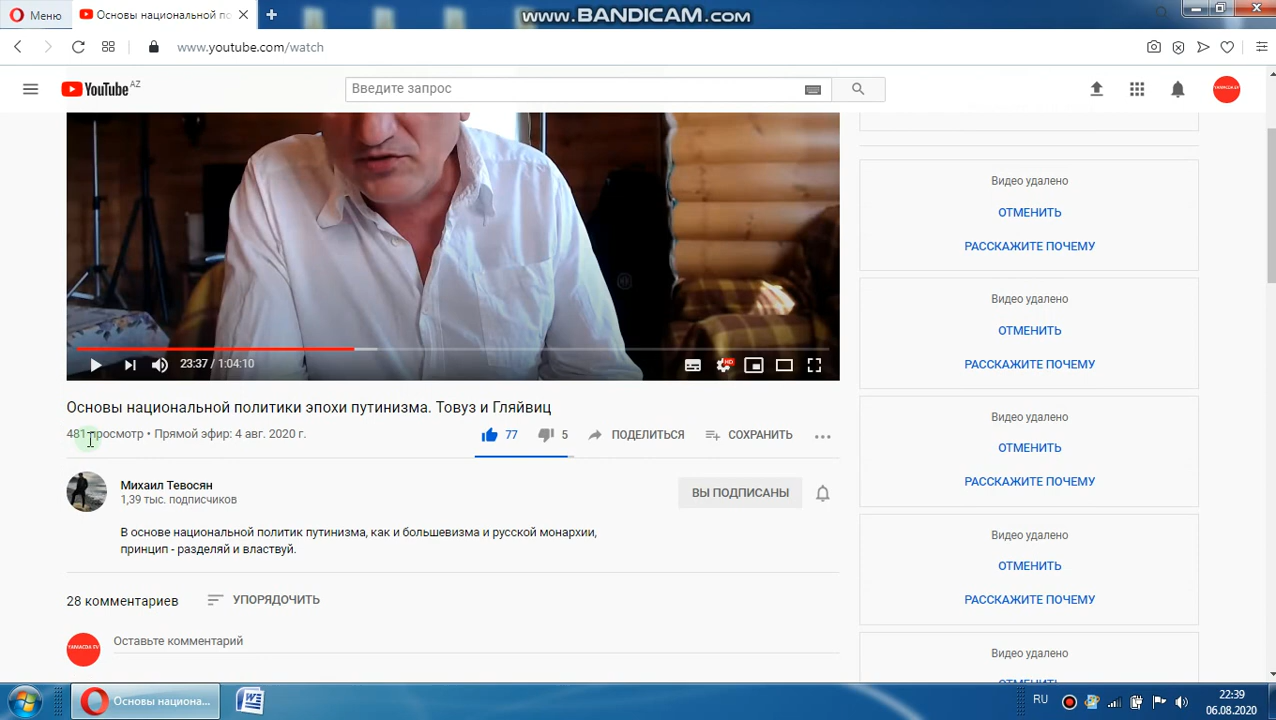 Меню
Основы национальной по
www.BANDICAM.com
www.youtube.com/watch
YouTube AZ
Введите запрос
Видео удалено
ОТМЕНИТЬ
РАССКАЖИТЕ ПОЧЕМУ
Видео удалено
ОТМЕНИТЬ
РАССКАЖИТЕ ПОЧЕМУ
Видео удалено
ОТМЕНИТЬ
РАССКАЖИТЕ ПОЧЕМУ
Видео удалено
ОТМЕНИТЬ
РАССКАЖИТЕ ПОЧЕМУ
Видео удалено
23:37 / 1:04:10
HD
Основы национальной политики эпохи путинизма. Товуз и Гляйвиц
481 просмотр • Прямой эфир: 4 авг. 2020 г.
77 5 ПОДЕЛИТЬСЯ СОХРАНИТЬ
Михаил Тевосян
1,39 тыс. подписчиков
ВЫ ПОДПИСАНЫ
В основе национальной политик путинизма, как и большевизма и русской монархии,
принцип - разделяй и властвуй.
28 комментариев УПОРЯДОЧИТЬ
Оставьте комментарий
Основы национа...
RU
22:39
06.08.2020